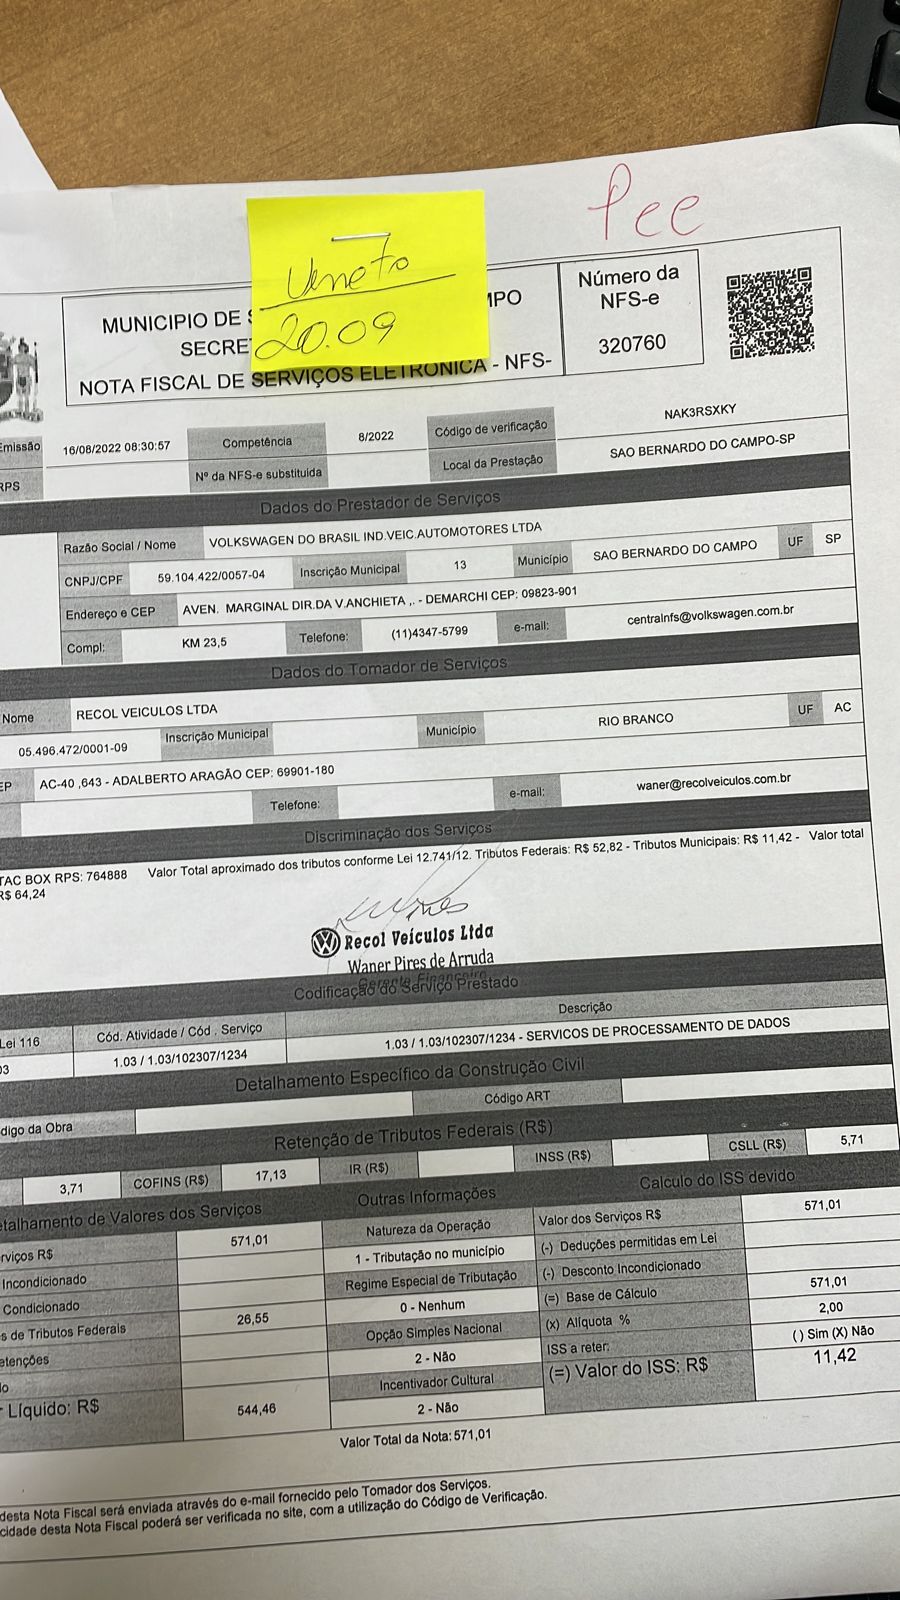 Pee
Veneto
20.09
MUNICIPIO DE S
MPO
SECRE
NOTA FISCAL DE SERVIÇOS ELETRÔNICA - NFS-
Número da
NFS-e
320760
Emissão 16/08/2022 08:30:57 Competência 8/2022 Código de verificação NAK3RSXKY
RPS Nº da NFS-e substituida Local da Prestação SAO BERNARDO DO CAMPO-SP
Dados do Prestador de Serviços
Razão Social / Nome VOLKSWAGEN DO BRASIL IND.VEIC.AUTOMOTORES LTDA
CNPJ/CPF 59.104.422/0057-04 Inscrição Municipal 13 Município SAO BERNARDO DO CAMPO UF SP
Endereço e CEP AVEN. MARGINAL DIR.DA V.ANCHIETA ,. - DEMARCHI CEP: 09823-901
Compl: KM 23,5 Telefone: (11)4347-5799 e-mail: centralnfs@volkswagen.com.br
Dados do Tomador de Serviços
Nome RECOL VEICULOS LTDA
05.496.472/0001-09 Inscrição Municipal Município RIO BRANCO UF AC
EP AC-40 ,643 - ADALBERTO ARAGÃO CEP: 69901-180
Telefone: e-mail: waner@recolveiculos.com.br
Discriminação dos Serviços
TAC BOX RPS: 764888 Valor Total aproximado dos tributos conforme Lei 12.741/12. Tributos Federais: R$ 52,82 - Tributos Municipais: R$ 11,42 - Valor total
R$ 64,24
Recol Veículos Ltda
Waner Pires de Arruda
Gerente Financeiro
Codificação do Serviço Prestado
Lei 116 Cód. Atividade / Cód . Serviço Descrição
03 1.03 / 1.03/102307/1234 1.03 / 1.03/102307/1234 - SERVICOS DE PROCESSAMENTO DE DADOS
Detalhamento Específico da Construção Civil
digo da Obra Código ART
Retenção de Tributos Federais (R$)
3,71 COFINS (R$) 17,13 IR (R$) INSS (R$) CSLL (R$) 5,71
etalhamento de Valores dos Serviços Outras Informações Calculo do ISS devido
rviços R$ 571,01 Natureza da Operação Valor dos Serviços R$ 571,01
Incondicionado 1 - Tributação no município (-) Deduções permitidas em Lei
Condicionado Regime Especial de Tributação (-) Desconto Incondicionado
s de Tributos Federais 26,55 0 - Nenhum (=) Base de Cálculo 571,01
etenções Opção Simples Nacional (x) Alíquota % 2,00
do 2 - Não ISS a reter: ( ) Sim (X) Não
r Líquido: R$ 544,46 Incentivador Cultural (=) Valor do ISS: R$ 11,42
2 - Não
Valor Total da Nota: 571,01
desta Nota Fiscal será enviada através do e-mail fornecido pelo Tomador dos Serviços.
cidade desta Nota Fiscal poderá ser verificada no site, com a utilização do Código de Verificação.